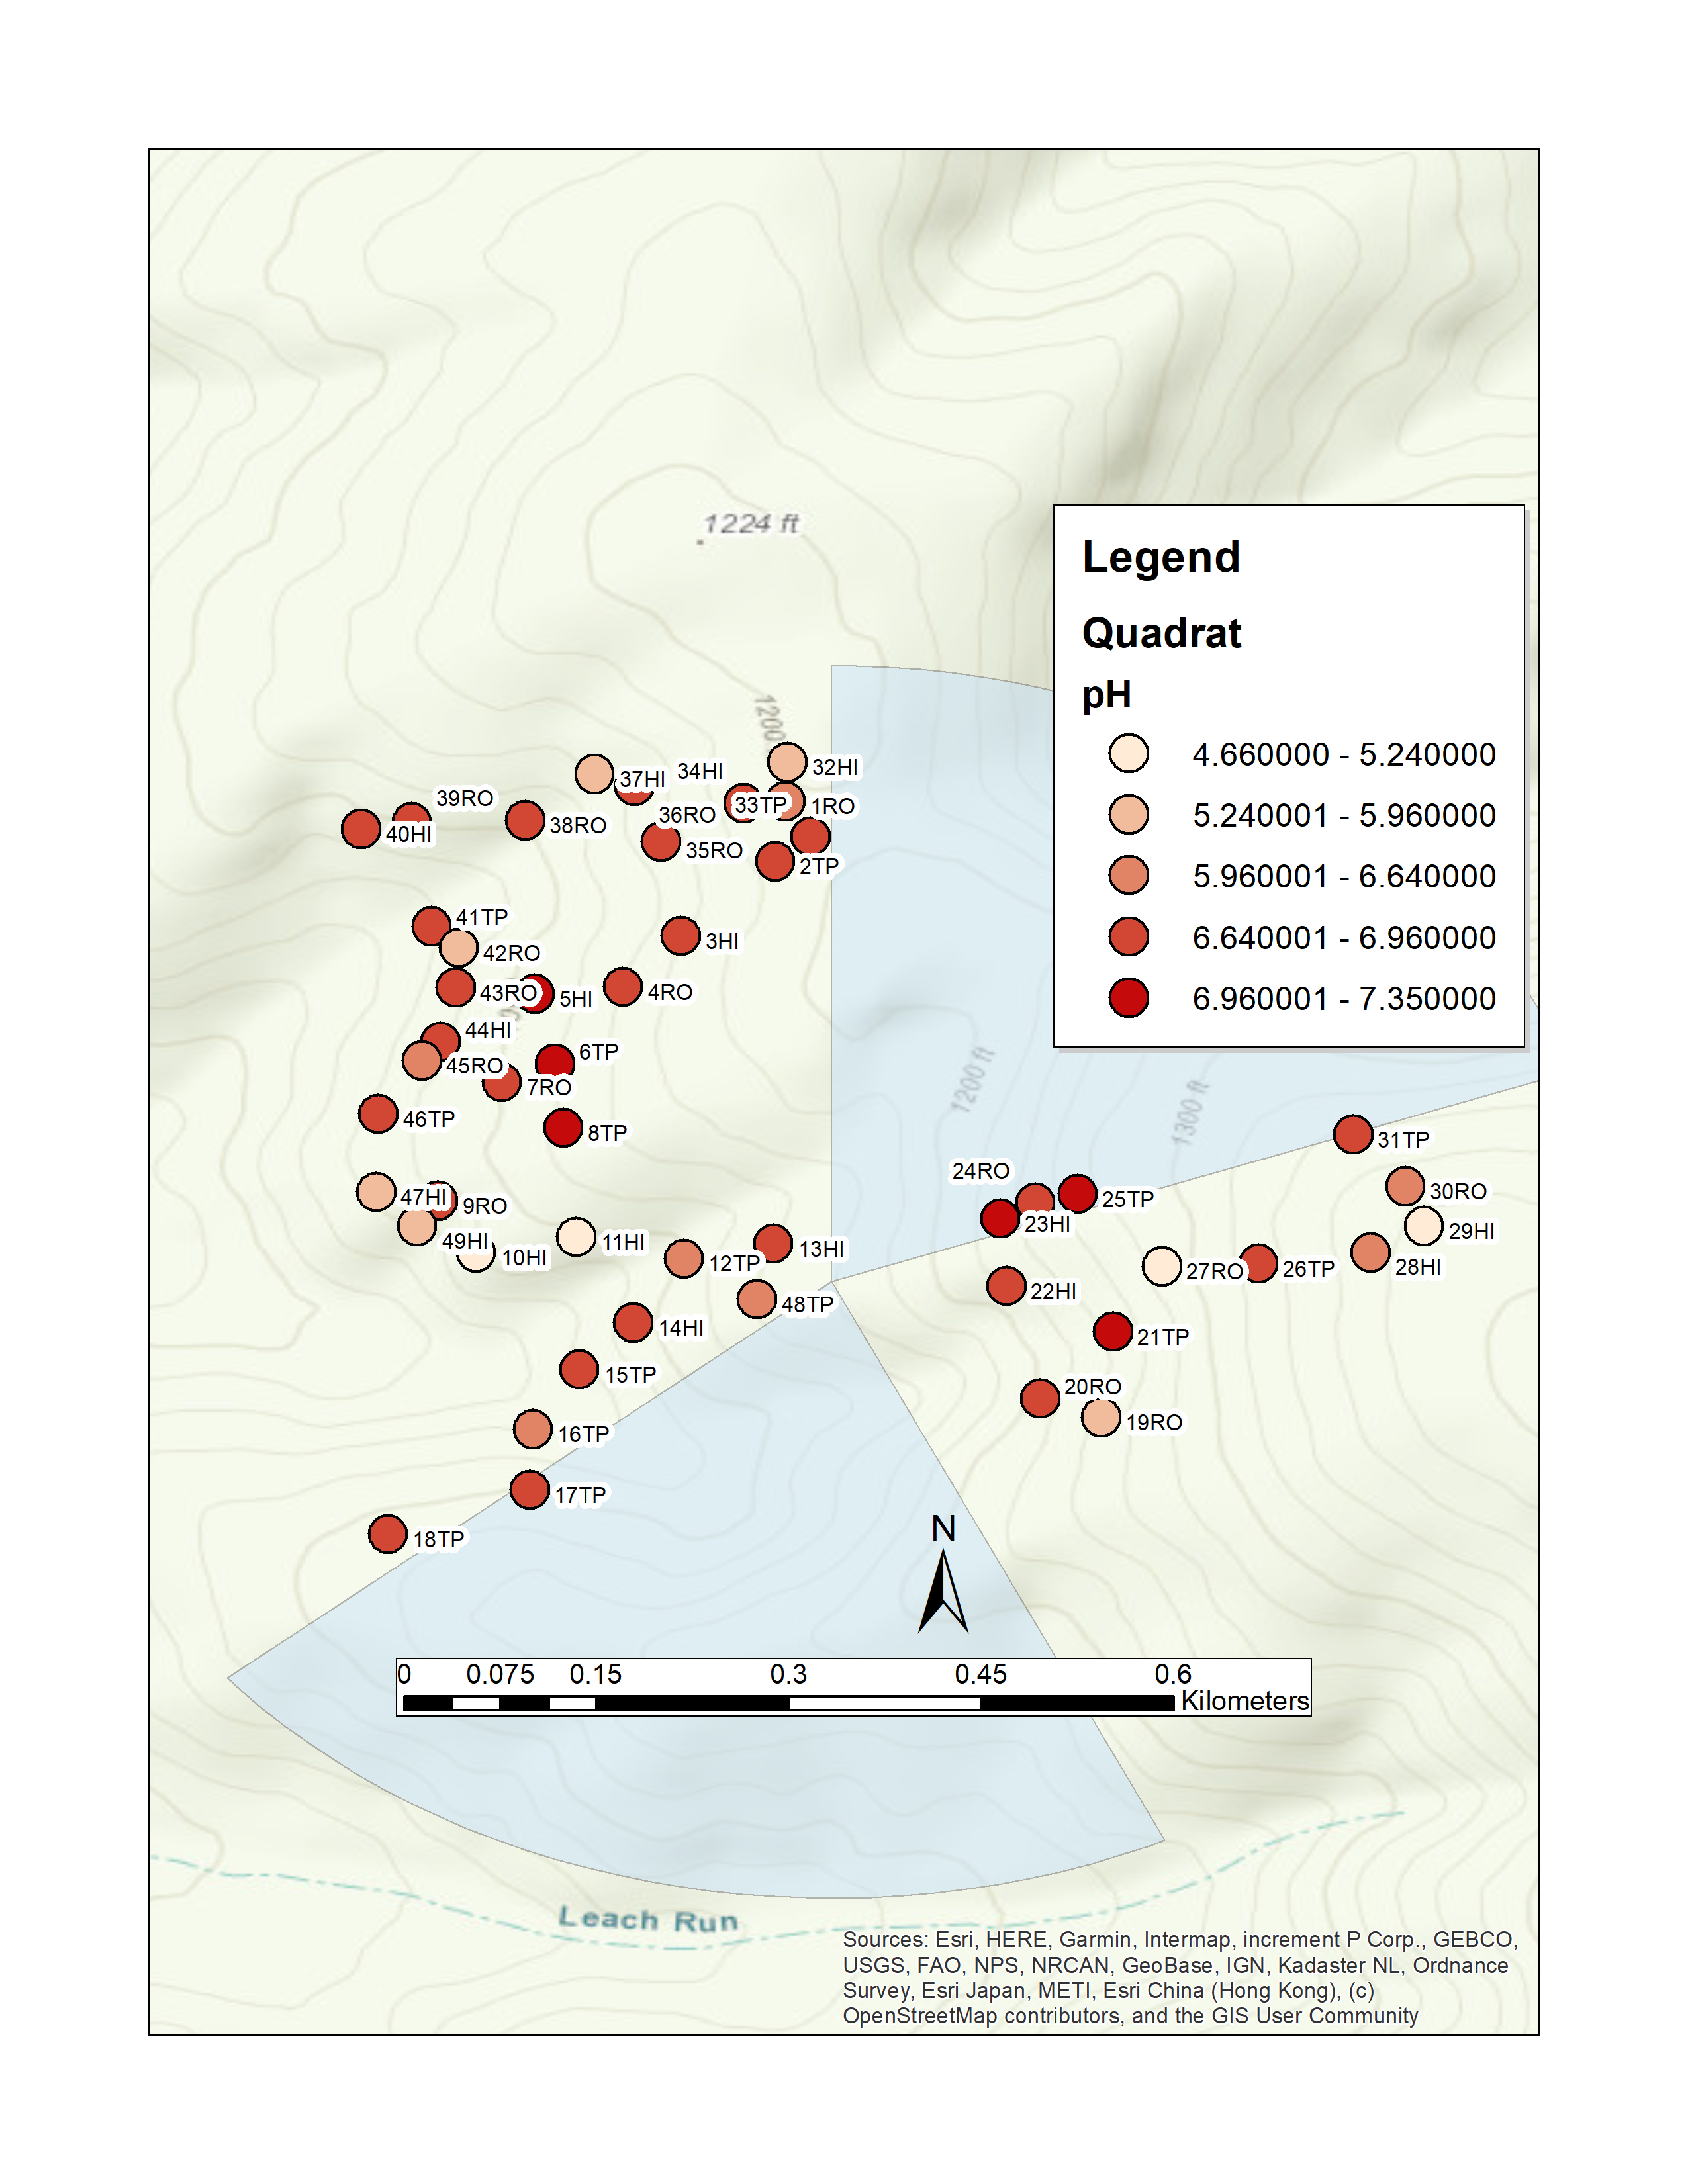 1224 ft
Legend
Quadrat
pH
4.660000 - 5.240000
5.240001 - 5.960000
5.960001 - 6.640000
6.640001 - 6.960000
6.960001 - 7.350000
1200
32HI
34HI
37HI
33TP
1RO
39RO
36RO
38RO
40HI
35RO
2TP
41TP
3HI
42RO
43RO
5HI
4RO
44HI
6TP
45RO
7RO
1200 ft
1300 ft
46TP
8TP
31TP
24RO
30RO
47HI
9RO
25TP
23HI
29HI
49HI
11HI
13HI
10HI
12TP
27RO
26TP
28HI
22HI
48TP
14HI
21TP
15TP
20RO
19RO
16TP
17TP
18TP
N
0 0.075 0.15 0.3 0.45 0.6
Kilometers
Leach Run
Sources: Esri, HERE, Garmin, Intermap, increment P Corp., GEBCO,
USGS, FAO, NPS, NRCAN, GeoBase, IGN, Kadaster NL, Ordnance
Survey, Esri Japan, METI, Esri China (Hong Kong), (c)
OpenStreetMap contributors, and the GIS User Community